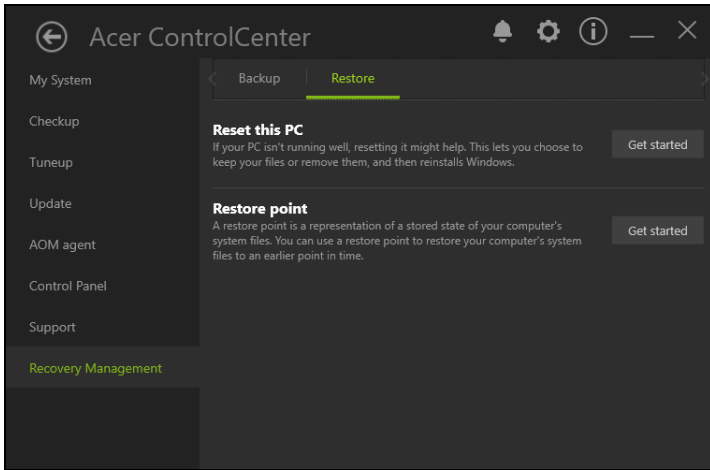 Acer ControlCenter
My System
Checkup
Tuneup
Update
AOM agent
Control Panel
Support
Recovery Management
Backup
Restore
Reset this PC
If your PC isn't running well, resetting it might help. This lets you choose to
keep your files or remove them, and then reinstalls Windows.
Get started
Restore point
A restore point is a representation of a stored state of your computer's
system files. You can use a restore point to restore your computer's system
files to an earlier point in time.
Get started